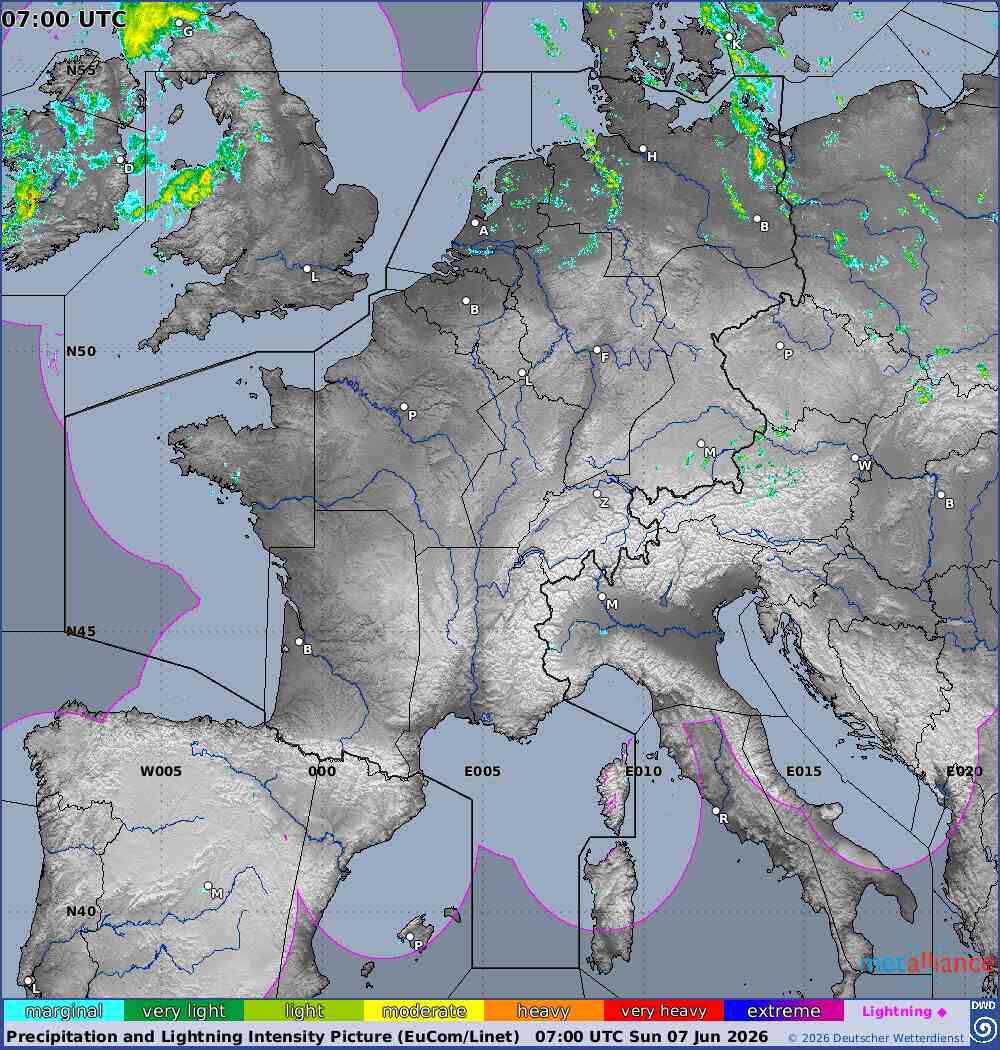 07:00 UTC
G
K
N55
H
D
A
B
L
B
N50
P
F
L
P
M
W
Z
B
M
N45
B
W005
000
E005
E010
E015
E020
R
M
N40
P
L
metalliance
marginal very light light moderate heavy very heavy extreme Lightning ◆
DWD
Precipitation and Lightning Intensity Picture (EuCom/Linet) 07:00 UTC Sun 07 Jun 2026 © 2026 Deutscher Wetterdienst